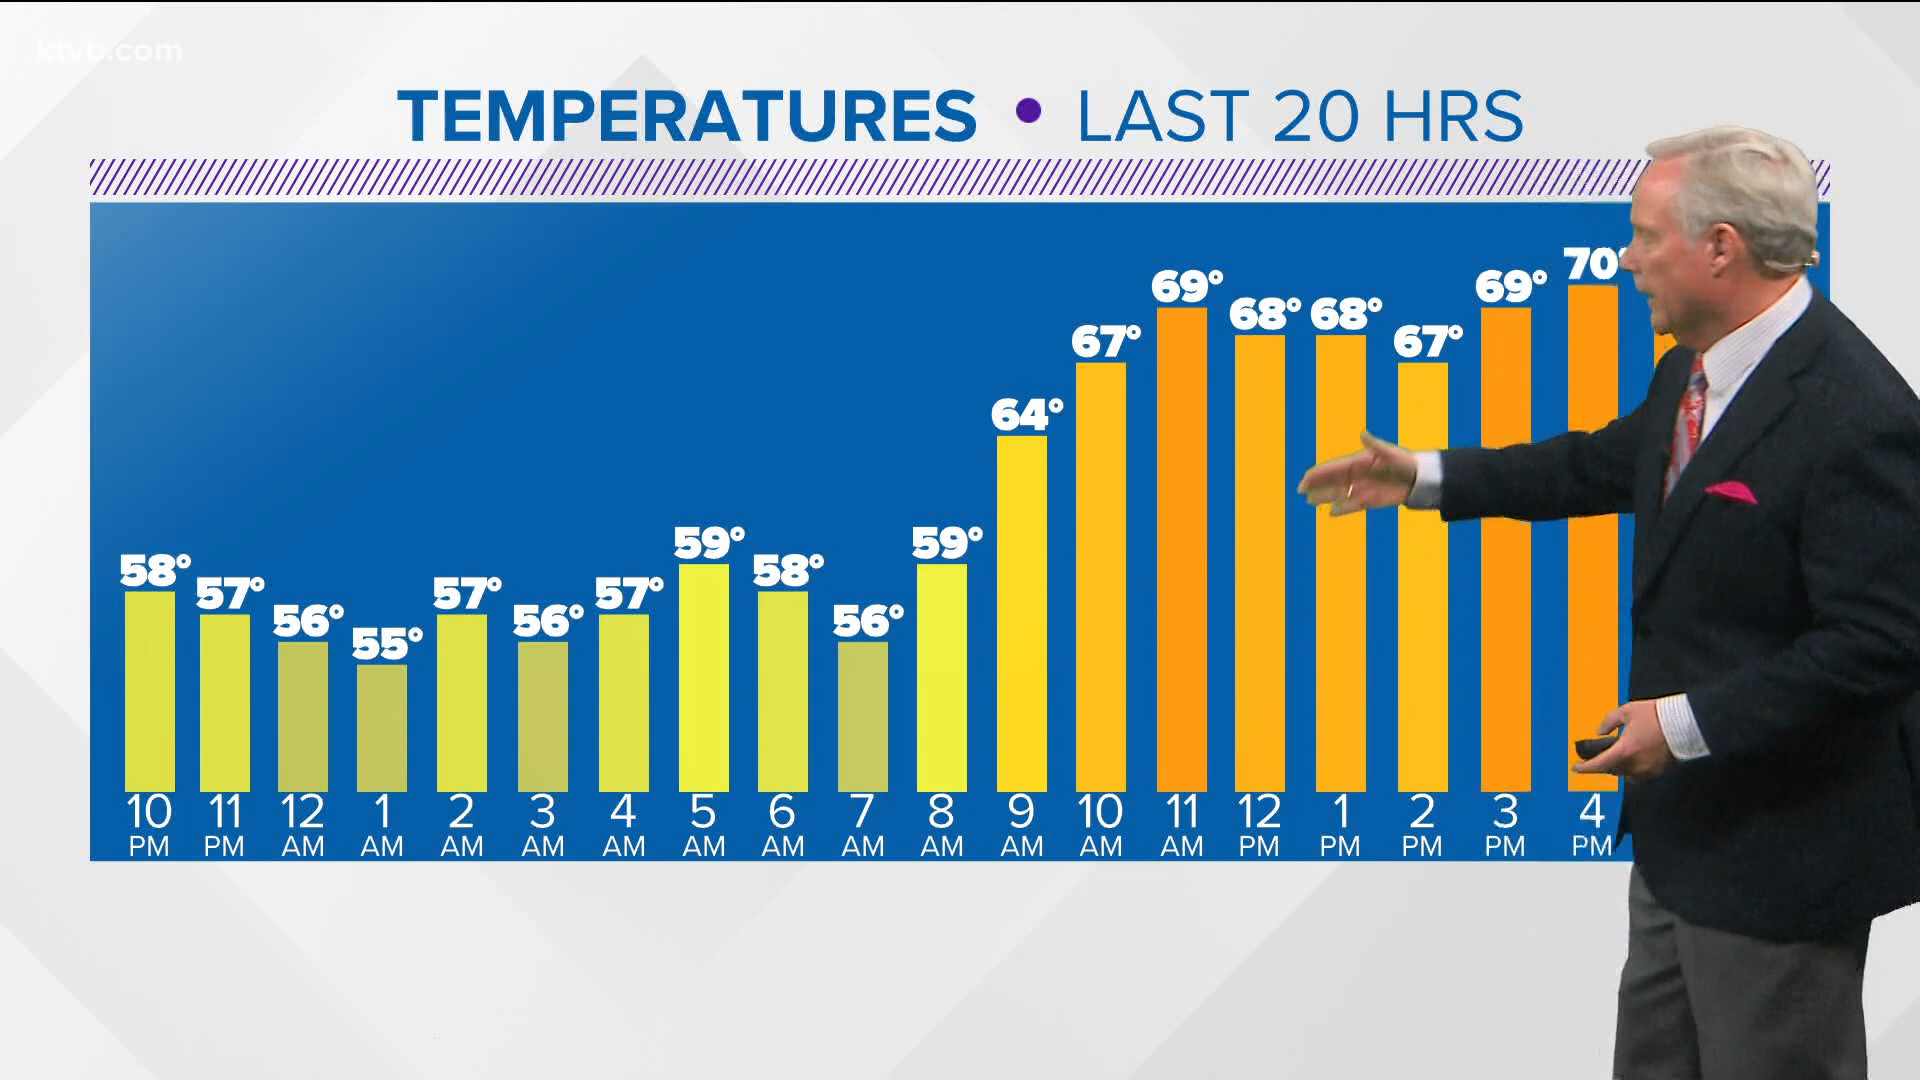 ktvb.com
TEMPERATURES • LAST 20 HRS
58° 57° 56° 55° 57° 56° 57° 59° 58° 56° 59° 64° 67° 69° 68° 68° 67° 69° 70°
10 11 12 1 2 3 4 5 6 7 8 9 10 11 12 1 2 3 4
PM PM AM AM AM AM AM AM AM AM AM AM AM AM PM PM PM PM PM